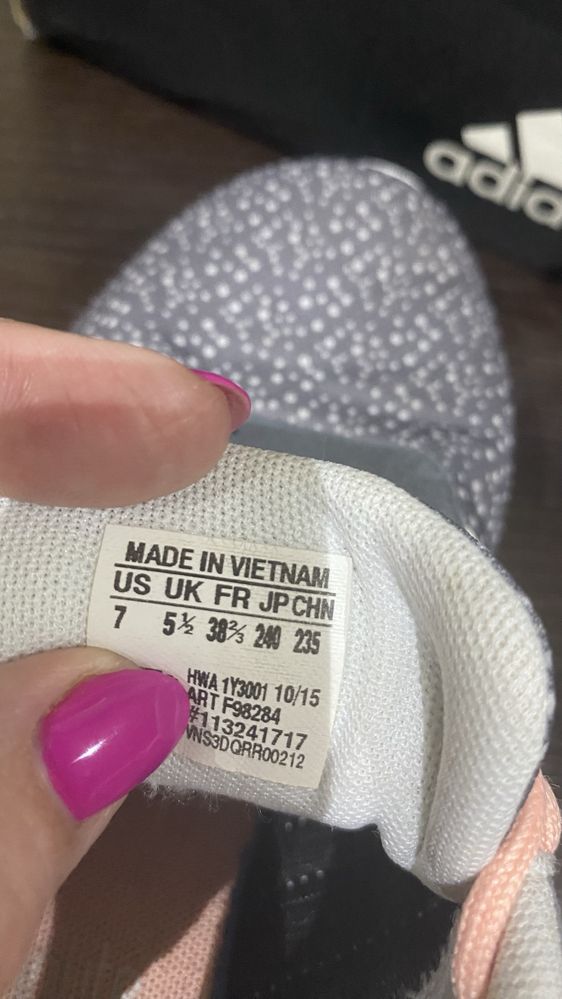 adida
MADE IN VIETNAM
US UK FR JP CHN
7 5½ 38⅔ 240 235
HWA 1Y3001 10/15
ART F98284
#113241717
VNS3DQRR00212